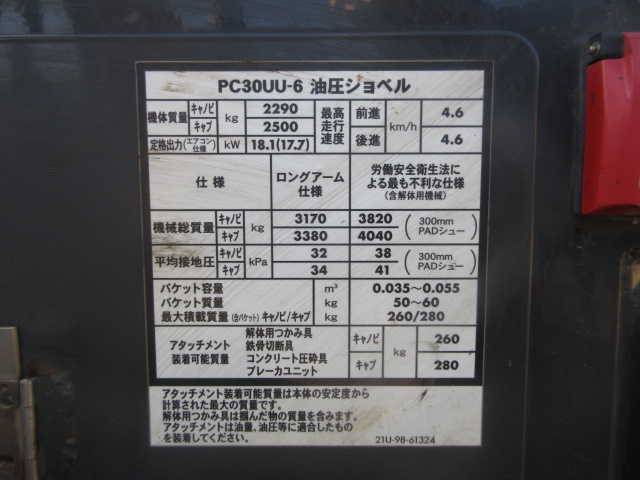 PC30UU-6 油圧ショベル
機体質量 キャノピ kg 2290 最高走行速度 前進 km/h 4.6
キャブ 2500
定格出力(エアコン仕様) kW 18.1(17.7) 後進 4.6
仕様 ロングアーム仕様 労働安全衛生法による最も不利な仕様(含解体用機械)
機械総質量 キャノピ kg 3170 3820 (300mm PADシュー)
キャブ 3380 4040
平均接地圧 キャノピ kPa 32 38 (300mm PADシュー)
キャブ 34 41
バケット容量 m³ 0.035~0.055
バケット質量 kg 50~60
最大積載質量(含バケット) キャノピ/キャブ kg 260/280
アタッチメント装着可能質量 解体用つかみ具 キャノピ kg 260
鉄骨切断具
コンクリート圧砕具 キャブ 280
ブレーカユニット
アタッチメント装着可能質量は本体の安定度から
計算された最大の質量です。
解体用つかみ具は掴んだ物の質量を含みます。
アタッチメントは油量、油圧等に適合したもの
を装着してください。 21U-98-61324